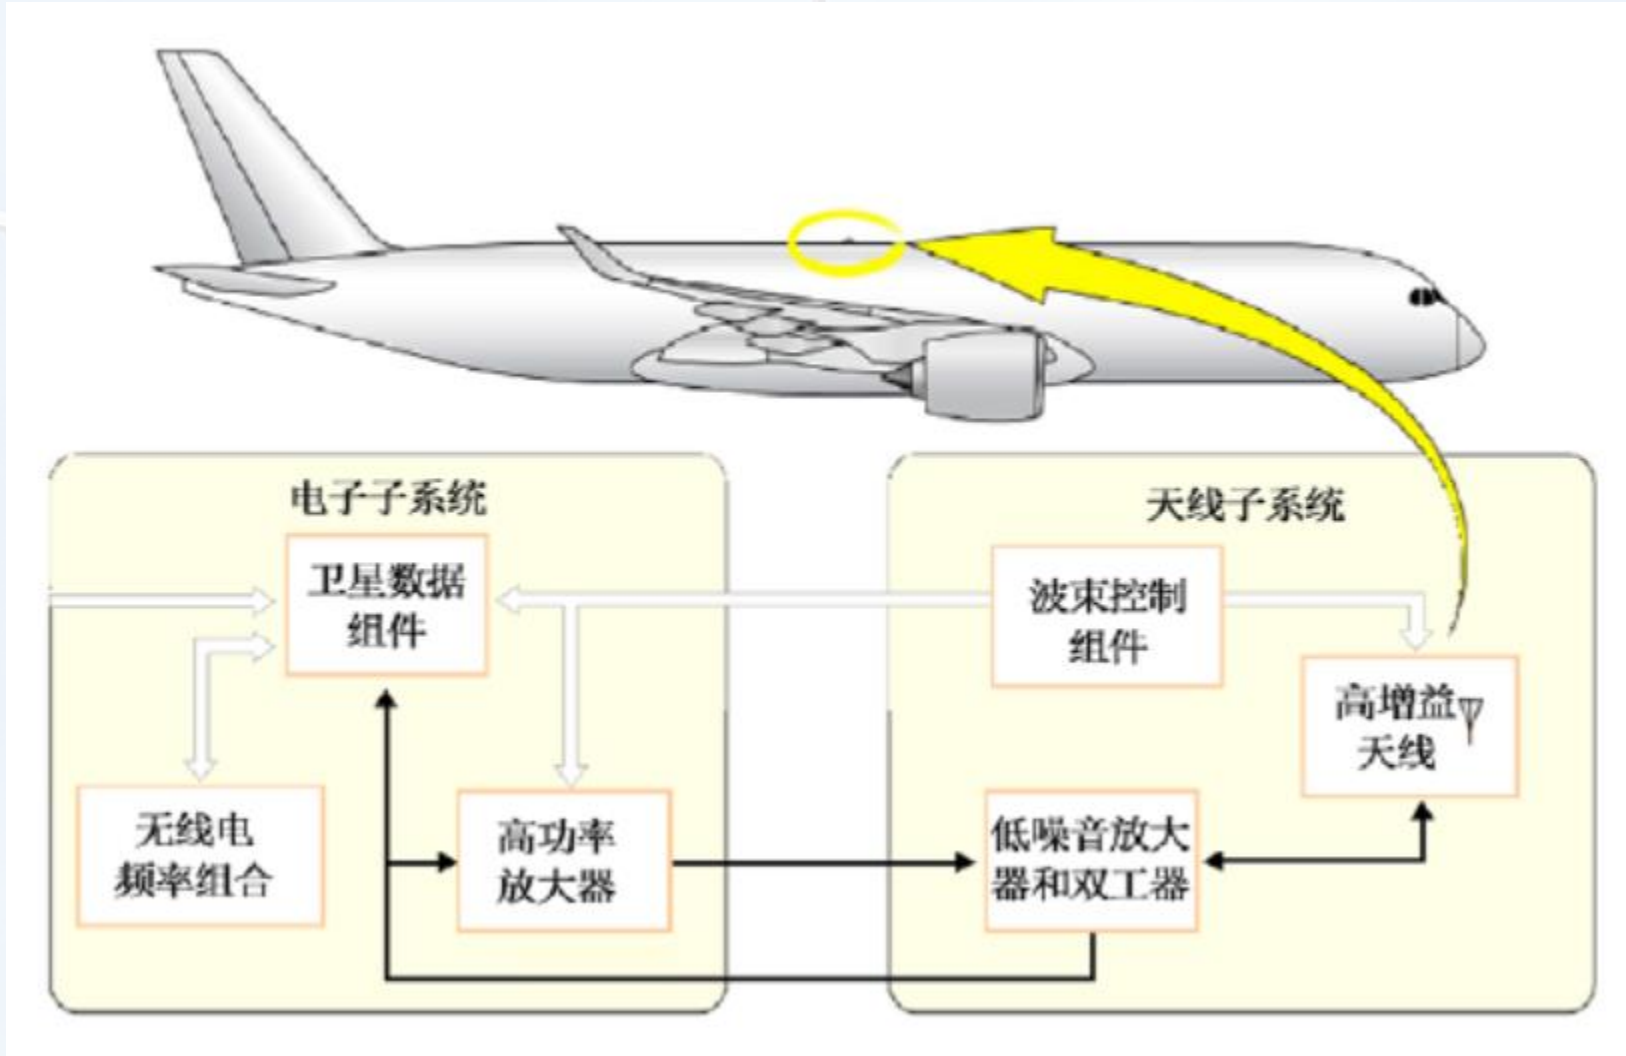 电子子系统
卫星数据
组件
无线电
频率组合
高功率
放大器
天线子系统
波束控制
组件
高增益
天线
低噪音放大
器和双工器